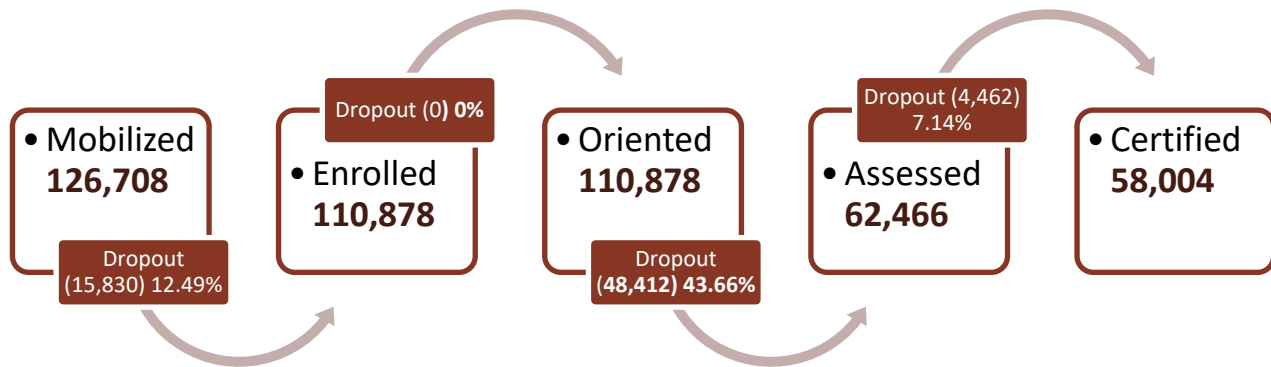 • Mobilized
126,708
Dropout
(15,830) 12.49%
• Enrolled
110,878
Dropout (0) 0%
• Oriented
110,878
Dropout
(48,412) 43.66%
• Assessed
62,466
Dropout (4,462)
7.14%
• Certified
58,004